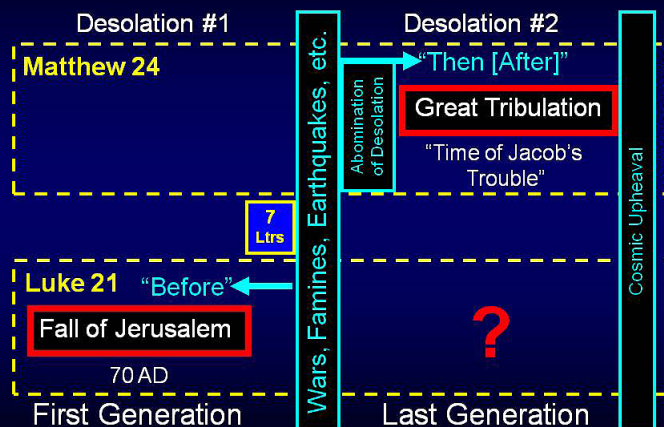 Desolation #1
Desolation #2
Matthew 24
"Then [After]"
Great Tribulation
"Time of Jacob's
Trouble"
Abomination
of Desolation
Wars, Famines, Earthquakes, etc.
Cosmic Upheaval
7
Ltrs
Luke 21
"Before"
Fall of Jerusalem
70 AD
?
First Generation
Last Generation